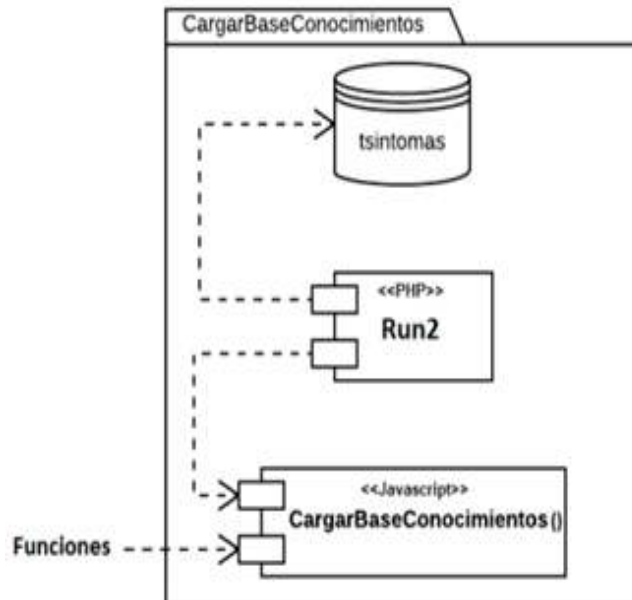 CargarBaseConocimientos
tsintomas
<<PHP>>
Run2
<<Javascript>>
CargarBaseConocimientos()
Funciones